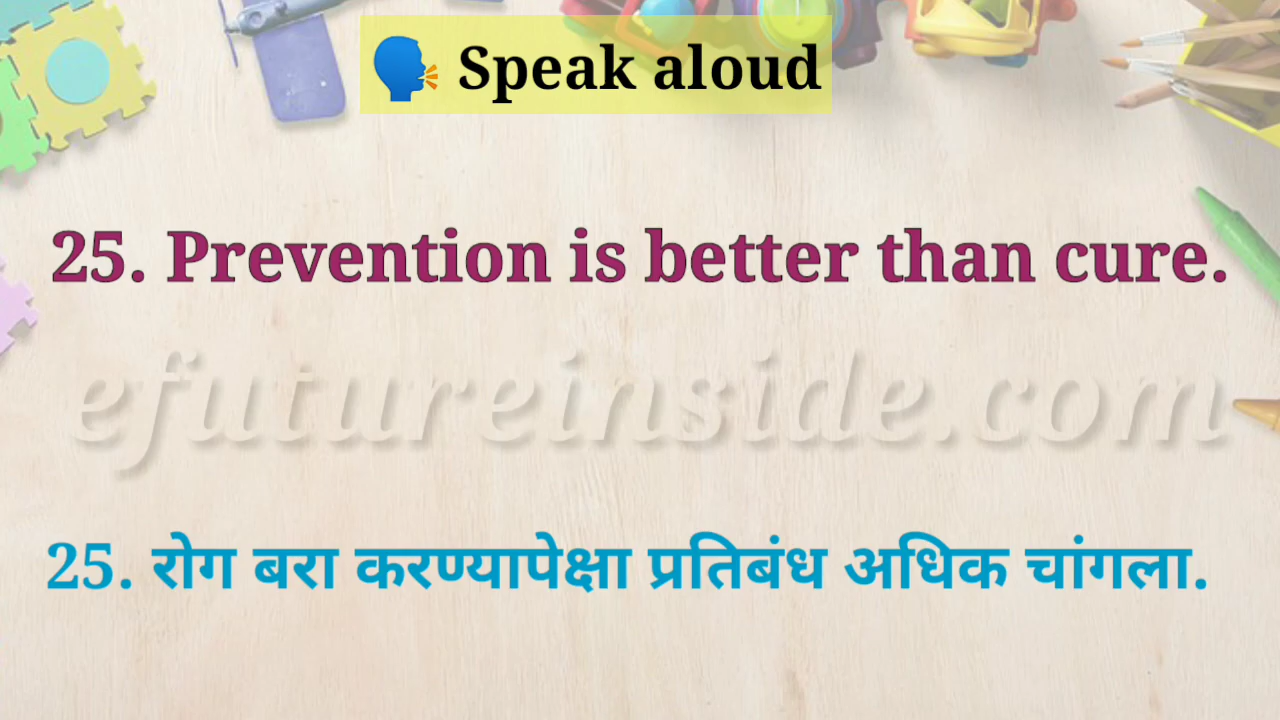 🗣️ Speak aloud
25. Prevention is better than cure.
efutureinside.com
25. रोग बरा करण्यापेक्षा प्रतिबंध अधिक चांगला.